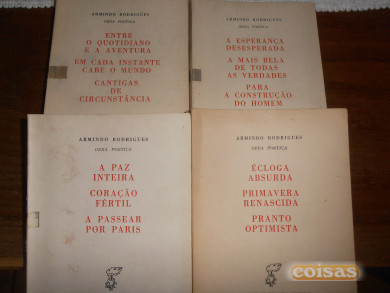 ARMINDO RODRIGUES
OBRA POÉTICA
ENTRE
O QUOTIDIANO
E A AVENTURA
EM CADA INSTANTE
CABE O MUNDO
CANTIGAS
DE
CIRCUNSTÂNCIA
ARMINDO RODRIGUES
OBRA POÉTICA
A ESPERANÇA
DESESPERADA
A MAIS BELA
DE TODAS
AS VERDADES
PARA
A CONSTRUÇÃO
DO HOMEM
ARMINDO RODRIGUES
OBRA POÉTICA
A PAZ
INTEIRA
CORAÇÃO
FÉRTIL
A PASSEAR
POR PARIS
ARMINDO RODRIGUES
OBRA POÉTICA
ÉCLOGA
ABSURDA
PRIMAVERA
RENASCIDA
PRANTO
OPTIMISTA
coisas